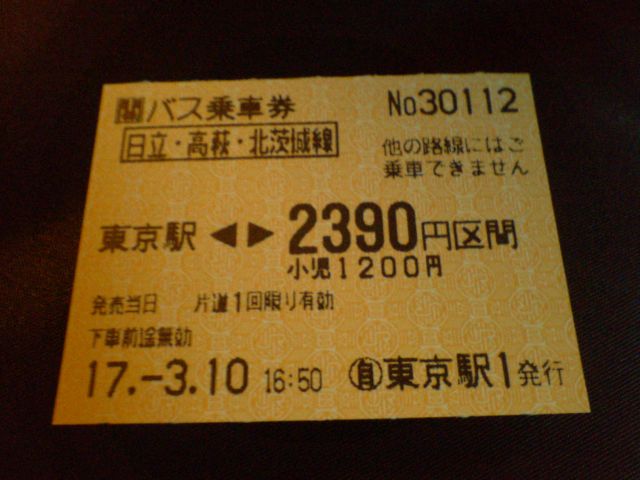 関 バス乗車券 No30112
日立・高萩・北茨城線
他の路線にはご
乗車できません
東京駅 ◀▶ 2390円区間
小児1200円
発売当日 片道1回限り有効
下車前途無効
17.-3.10 16:50 自東京駅1発行